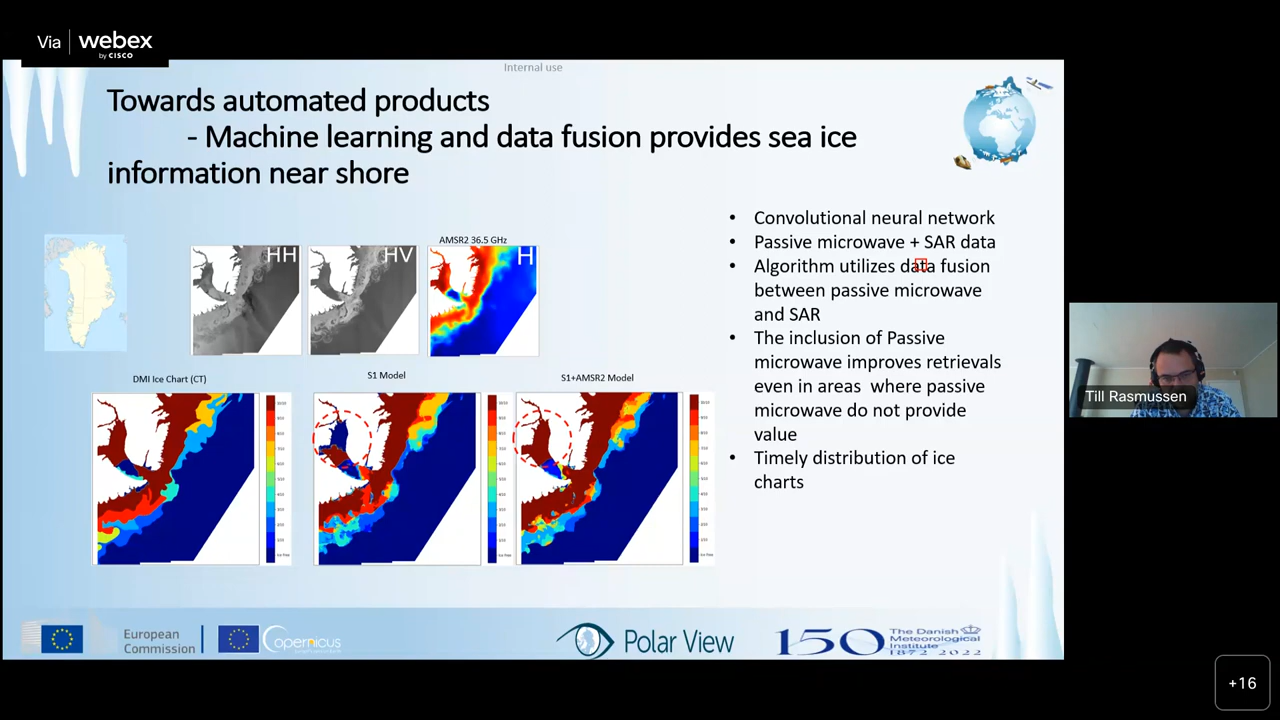 Via webex
by CISCO
Internal use
Towards automated products
- Machine learning and data fusion provides sea ice
information near shore
HH
HV
AMSR2 36.5 GHz
H
DMI Ice Chart (CT)
S1 Model
S1+AMSR2 Model
• Convolutional neural network
• Passive microwave + SAR data
• Algorithm utilizes data fusion
between passive microwave
and SAR
• The inclusion of Passive
microwave improves retrievals
even in areas where passive
microwave do not provide
value
• Timely distribution of ice
charts
Till Rasmussen
European
Commission
opernicus
Polar View
150
The Danish
Meteorological
Institute
1872 2022
+16